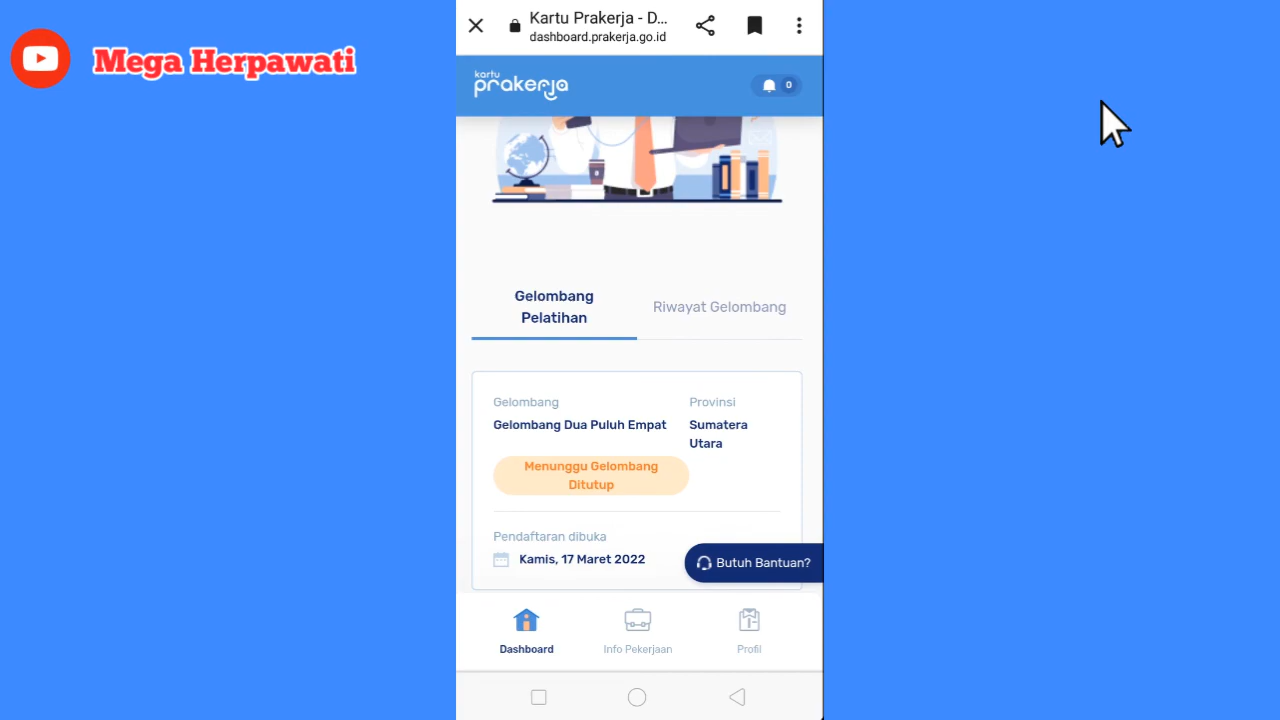 Mega Herpawati
Kartu Prakerja - D...
dashboard.prakerja.go.id
kartu
prakerja
0
Gelombang
Pelatihan
Riwayat Gelombang
Gelombang
Provinsi
Gelombang Dua Puluh Empat
Sumatera
Utara
Menunggu Gelombang
Ditutup
Pendaftaran dibuka
Kamis, 17 Maret 2022
Butuh Bantuan?
Dashboard
Info Pekerjaan
Profil